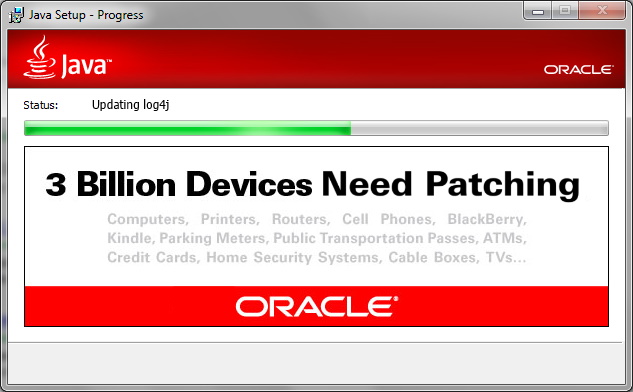 Java Setup - Progress
Java™
ORACLE®
Status: Updating log4j
3 Billion Devices Need Patching
Computers, Printers, Routers, Cell Phones, BlackBerry,
Kindle, Parking Meters, Public Transportation Passes, ATMs,
Credit Cards, Home Security Systems, Cable Boxes, TVs...
ORACLE®